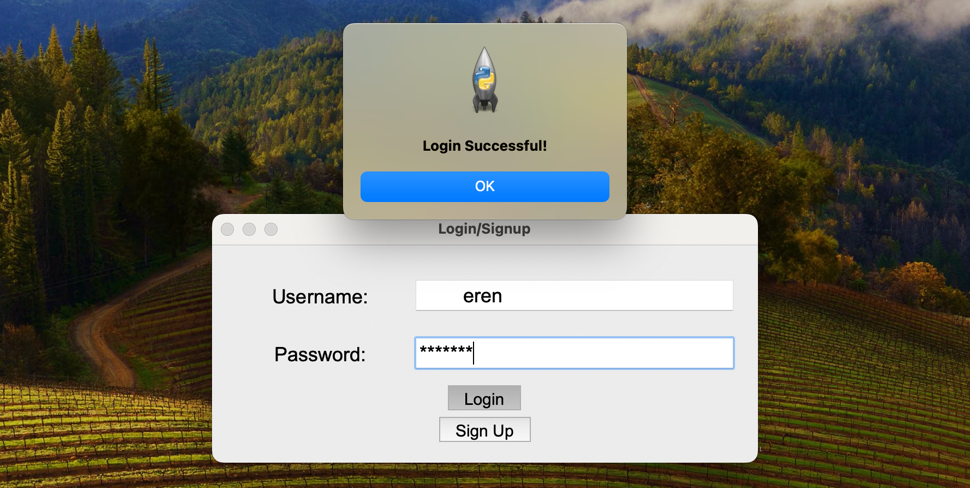 Login Successful!
OK
Login/Signup
Username: eren
Password: *******
Login
Sign Up